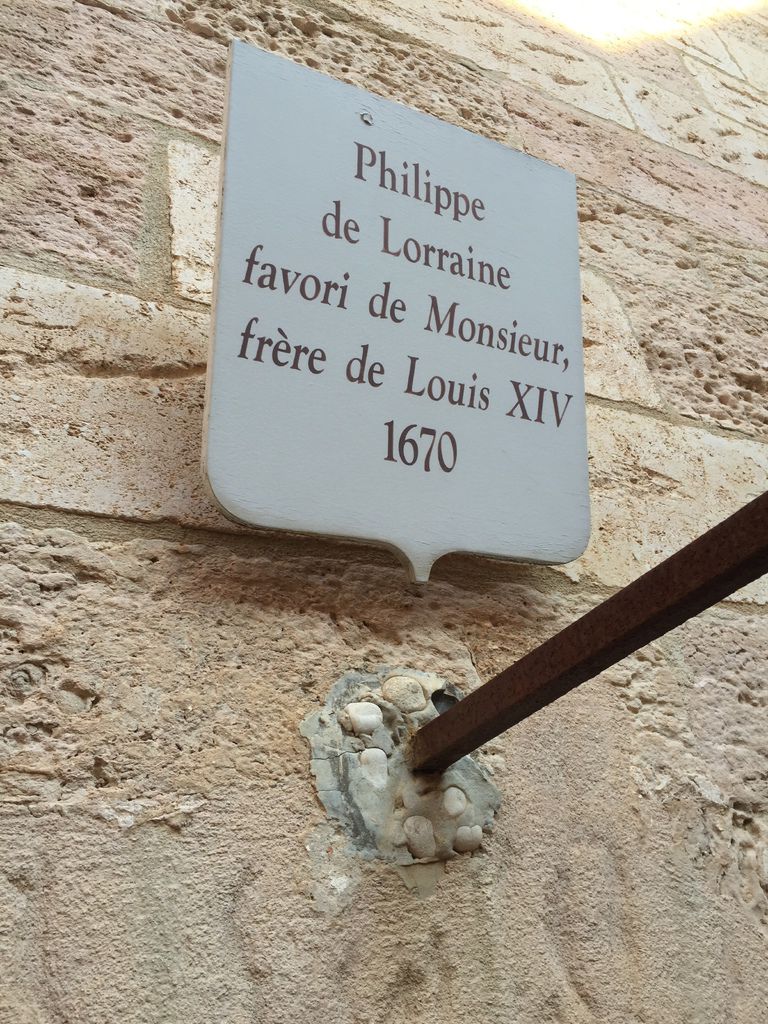 Philippe
de Lorraine
favori de Monsieur,
frère de Louis XIV
1670